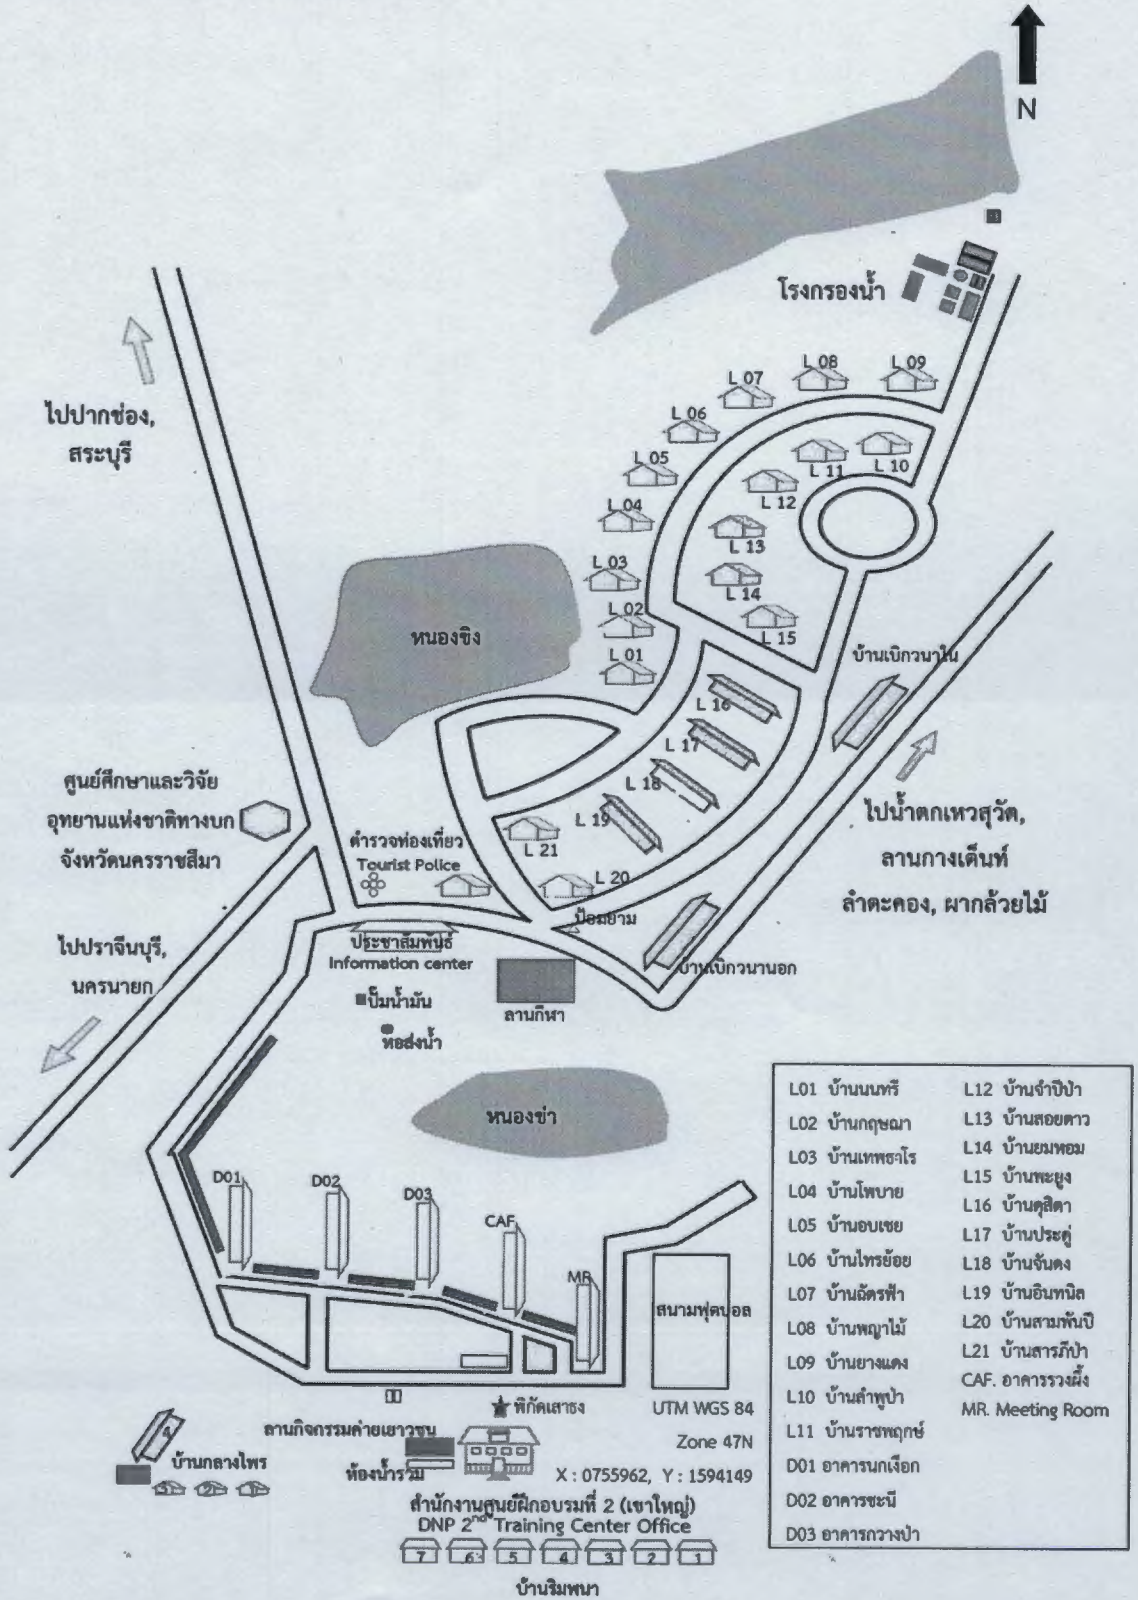 N
โรงกรองน้ำ
L 09
L 08
L 07
L 06
L 05
L 04
L 03
L 02
L 01
L 10
L 11
L 12
L 13
L 14
L 15
L 16
L 17
L 18
L 19
L 20
L 21
ไปปากช่อง,
สระบุรี
หนองขิง
บ้านเบิกวนาใน
ศูนย์ศึกษาและวิจัย
อุทยานแห่งชาติทางบก
จังหวัดนครราชสีมา
ตำรวจท่องเที่ยว
Tourist Police
ไปน้ำตกเหวสุวัต,
ลานกางเต็นท์
ลำตะคอง, ผากล้วยไม้
ป้อมยาม
บ้านเบิกวนานอก
ประชาสัมพันธ์
Information center
ไปปราจีนบุรี,
นครนายก
ปั๊มน้ำมัน
ลานกีฬา
หอส่งน้ำ
หนองข่า
D01
D02
D03
CAF
MR
สนามฟุตบอล
พิกัดเสาธง
UTM WGS 84
Zone 47N
X : 0755962, Y : 1594149
ลานกิจกรรมค่ายเยาวชน
ห้องน้ำรวม
4
บ้านกลางไพร
3 2 1
สำนักงานศูนย์ฝึกอบรมที่ 2 (เขาใหญ่)
DNP 2nd Training Center Office
7 6 5 4 3 2 1
บ้านริมพนา
L01 บ้านนนทรี
L02 บ้านกฤษณา
L03 บ้านเทพธาโร
L04 บ้านโพบาย
L05 บ้านอบเชย
L06 บ้านไทรย้อย
L07 บ้านฉัตรฟ้า
L08 บ้านพญาไม้
L09 บ้านยางแดง
L10 บ้านลำพูป่า
L11 บ้านราชพฤกษ์
D01 อาคารนกเงือก
D02 อาคารชะนี
D03 อาคารกวางป่า
L12 บ้านจำปีป่า
L13 บ้านสอยดาว
L14 บ้านยมหอม
L15 บ้านพะยูง
L16 บ้านดุสิตา
L17 บ้านประดู่
L18 บ้านจันดง
L19 บ้านอินทนิล
L20 บ้านสามพันปี
L21 บ้านสารภีป่า
CAF. อาคารรวงผึ้ง
MR. Meeting Room